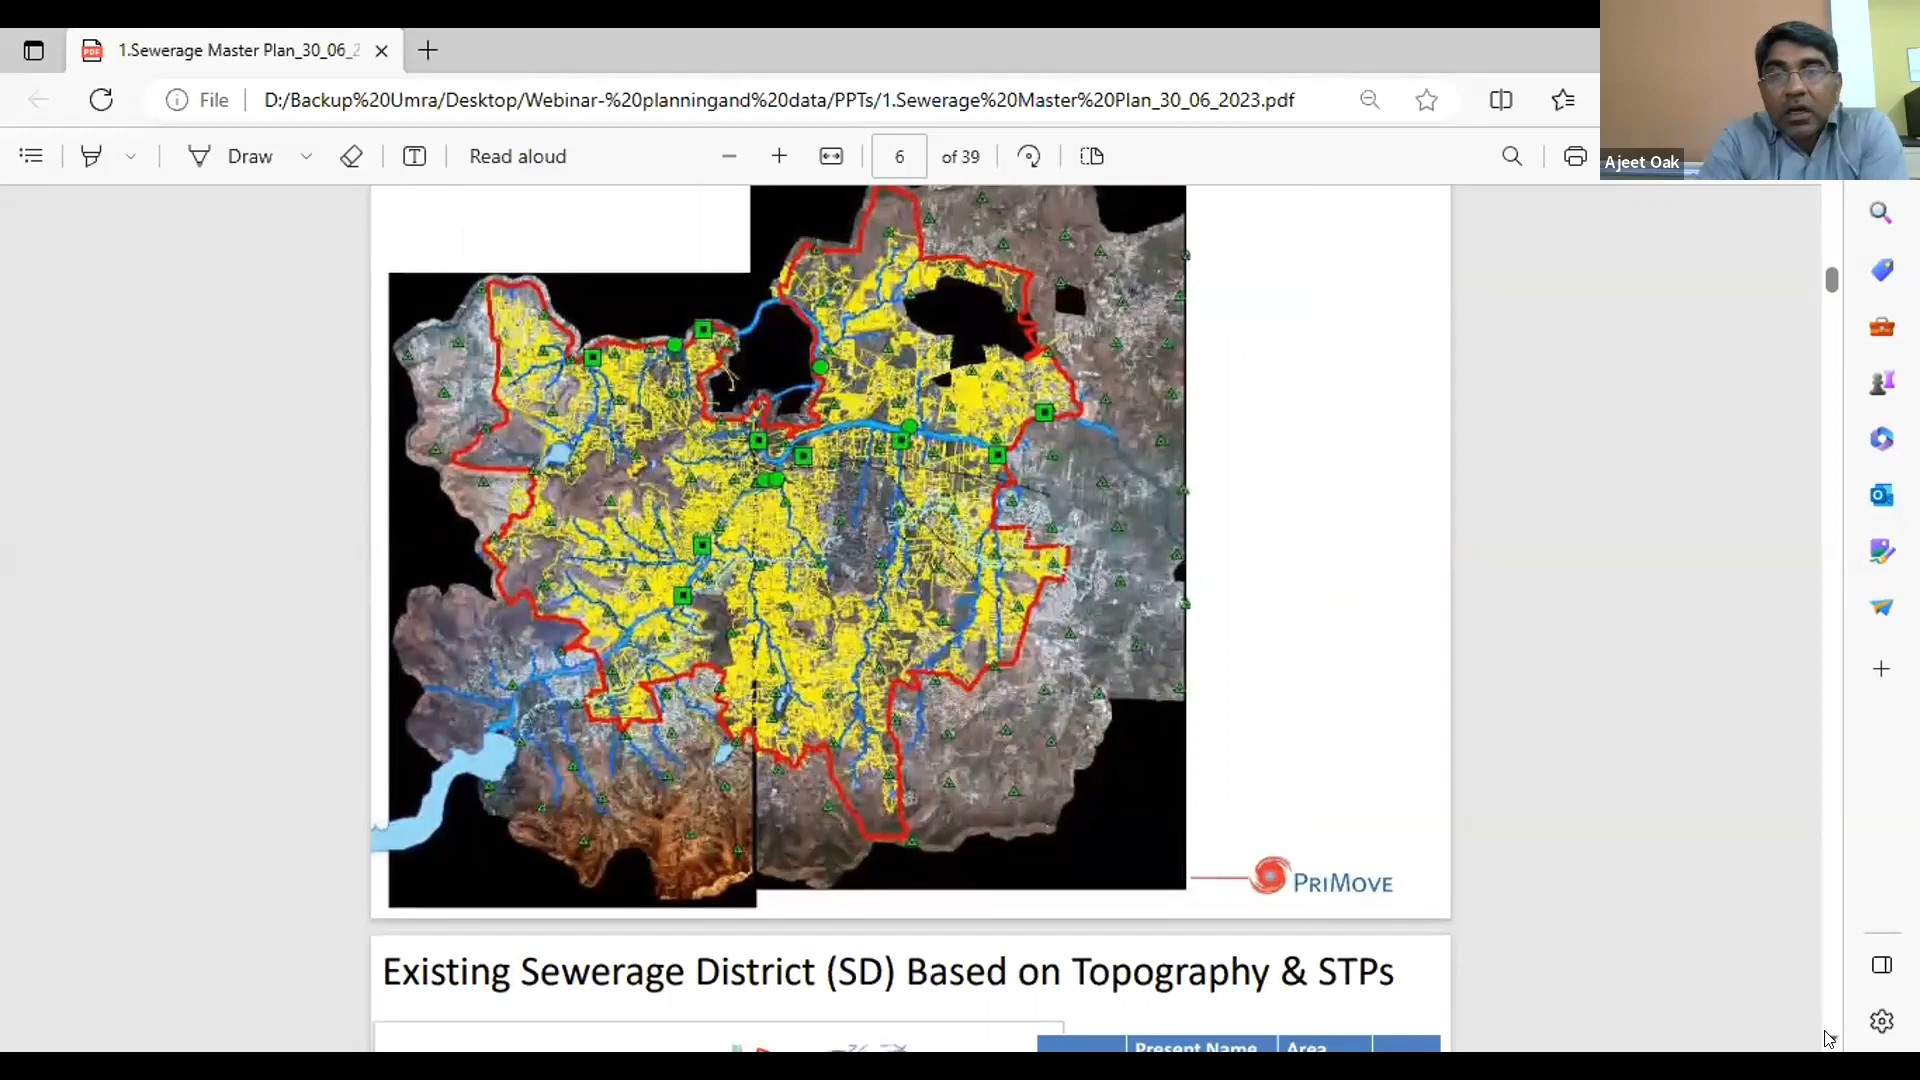 1.Sewerage Master Plan_30_06_2
File
D:/Backup%20Umra/Desktop/Webinar-%20planningand%20data/PPTs/1.Sewerage%20Master%20Plan_30_06_2023.pdf
Ajeet Oak
Draw
Read aloud
6 of 39
PRIMOVE
Existing Sewerage District (SD) Based on Topography & STPs
Present Name
Area